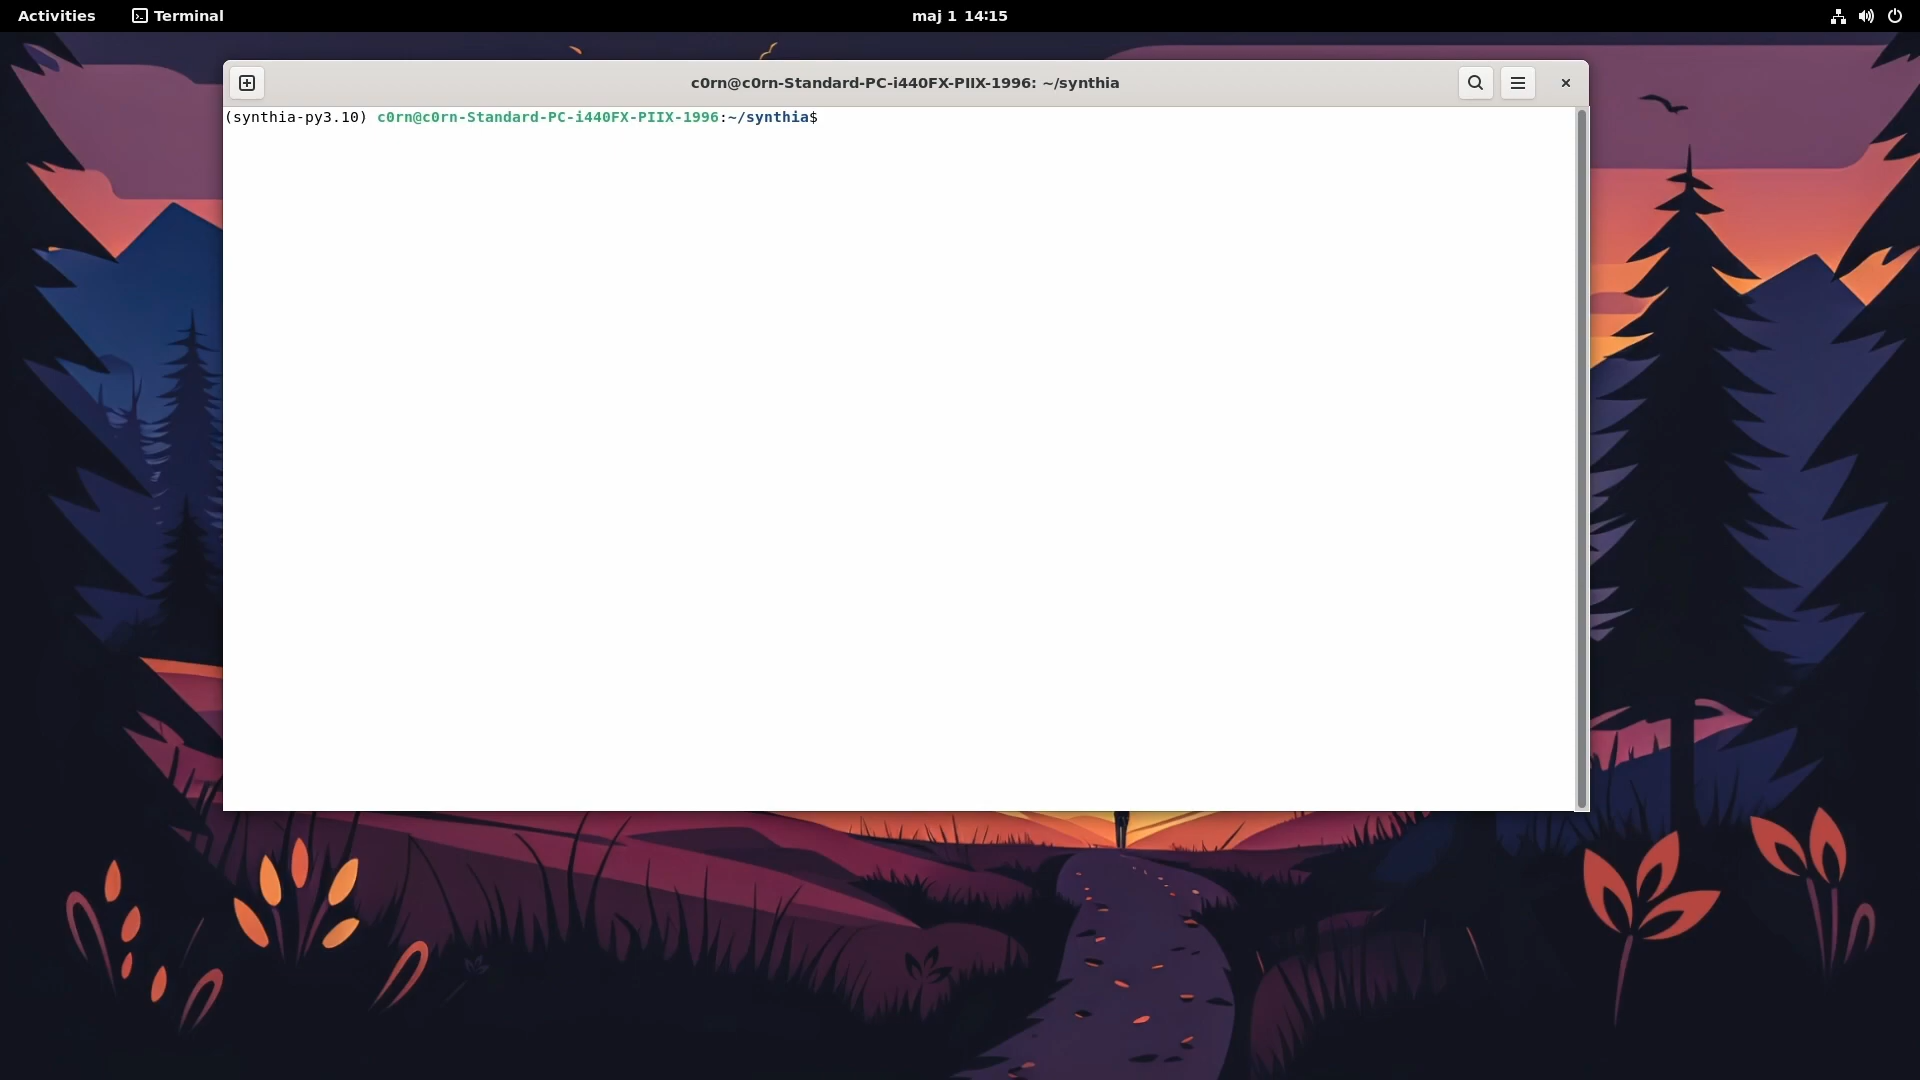 Activities Terminal maj 1 14:15
c0rn@c0rn-Standard-PC-i440FX-PIIX-1996: ~/synthia
(synthia-py3.10) c0rn@c0rn-Standard-PC-i440FX-PIIX-1996:~/synthia$